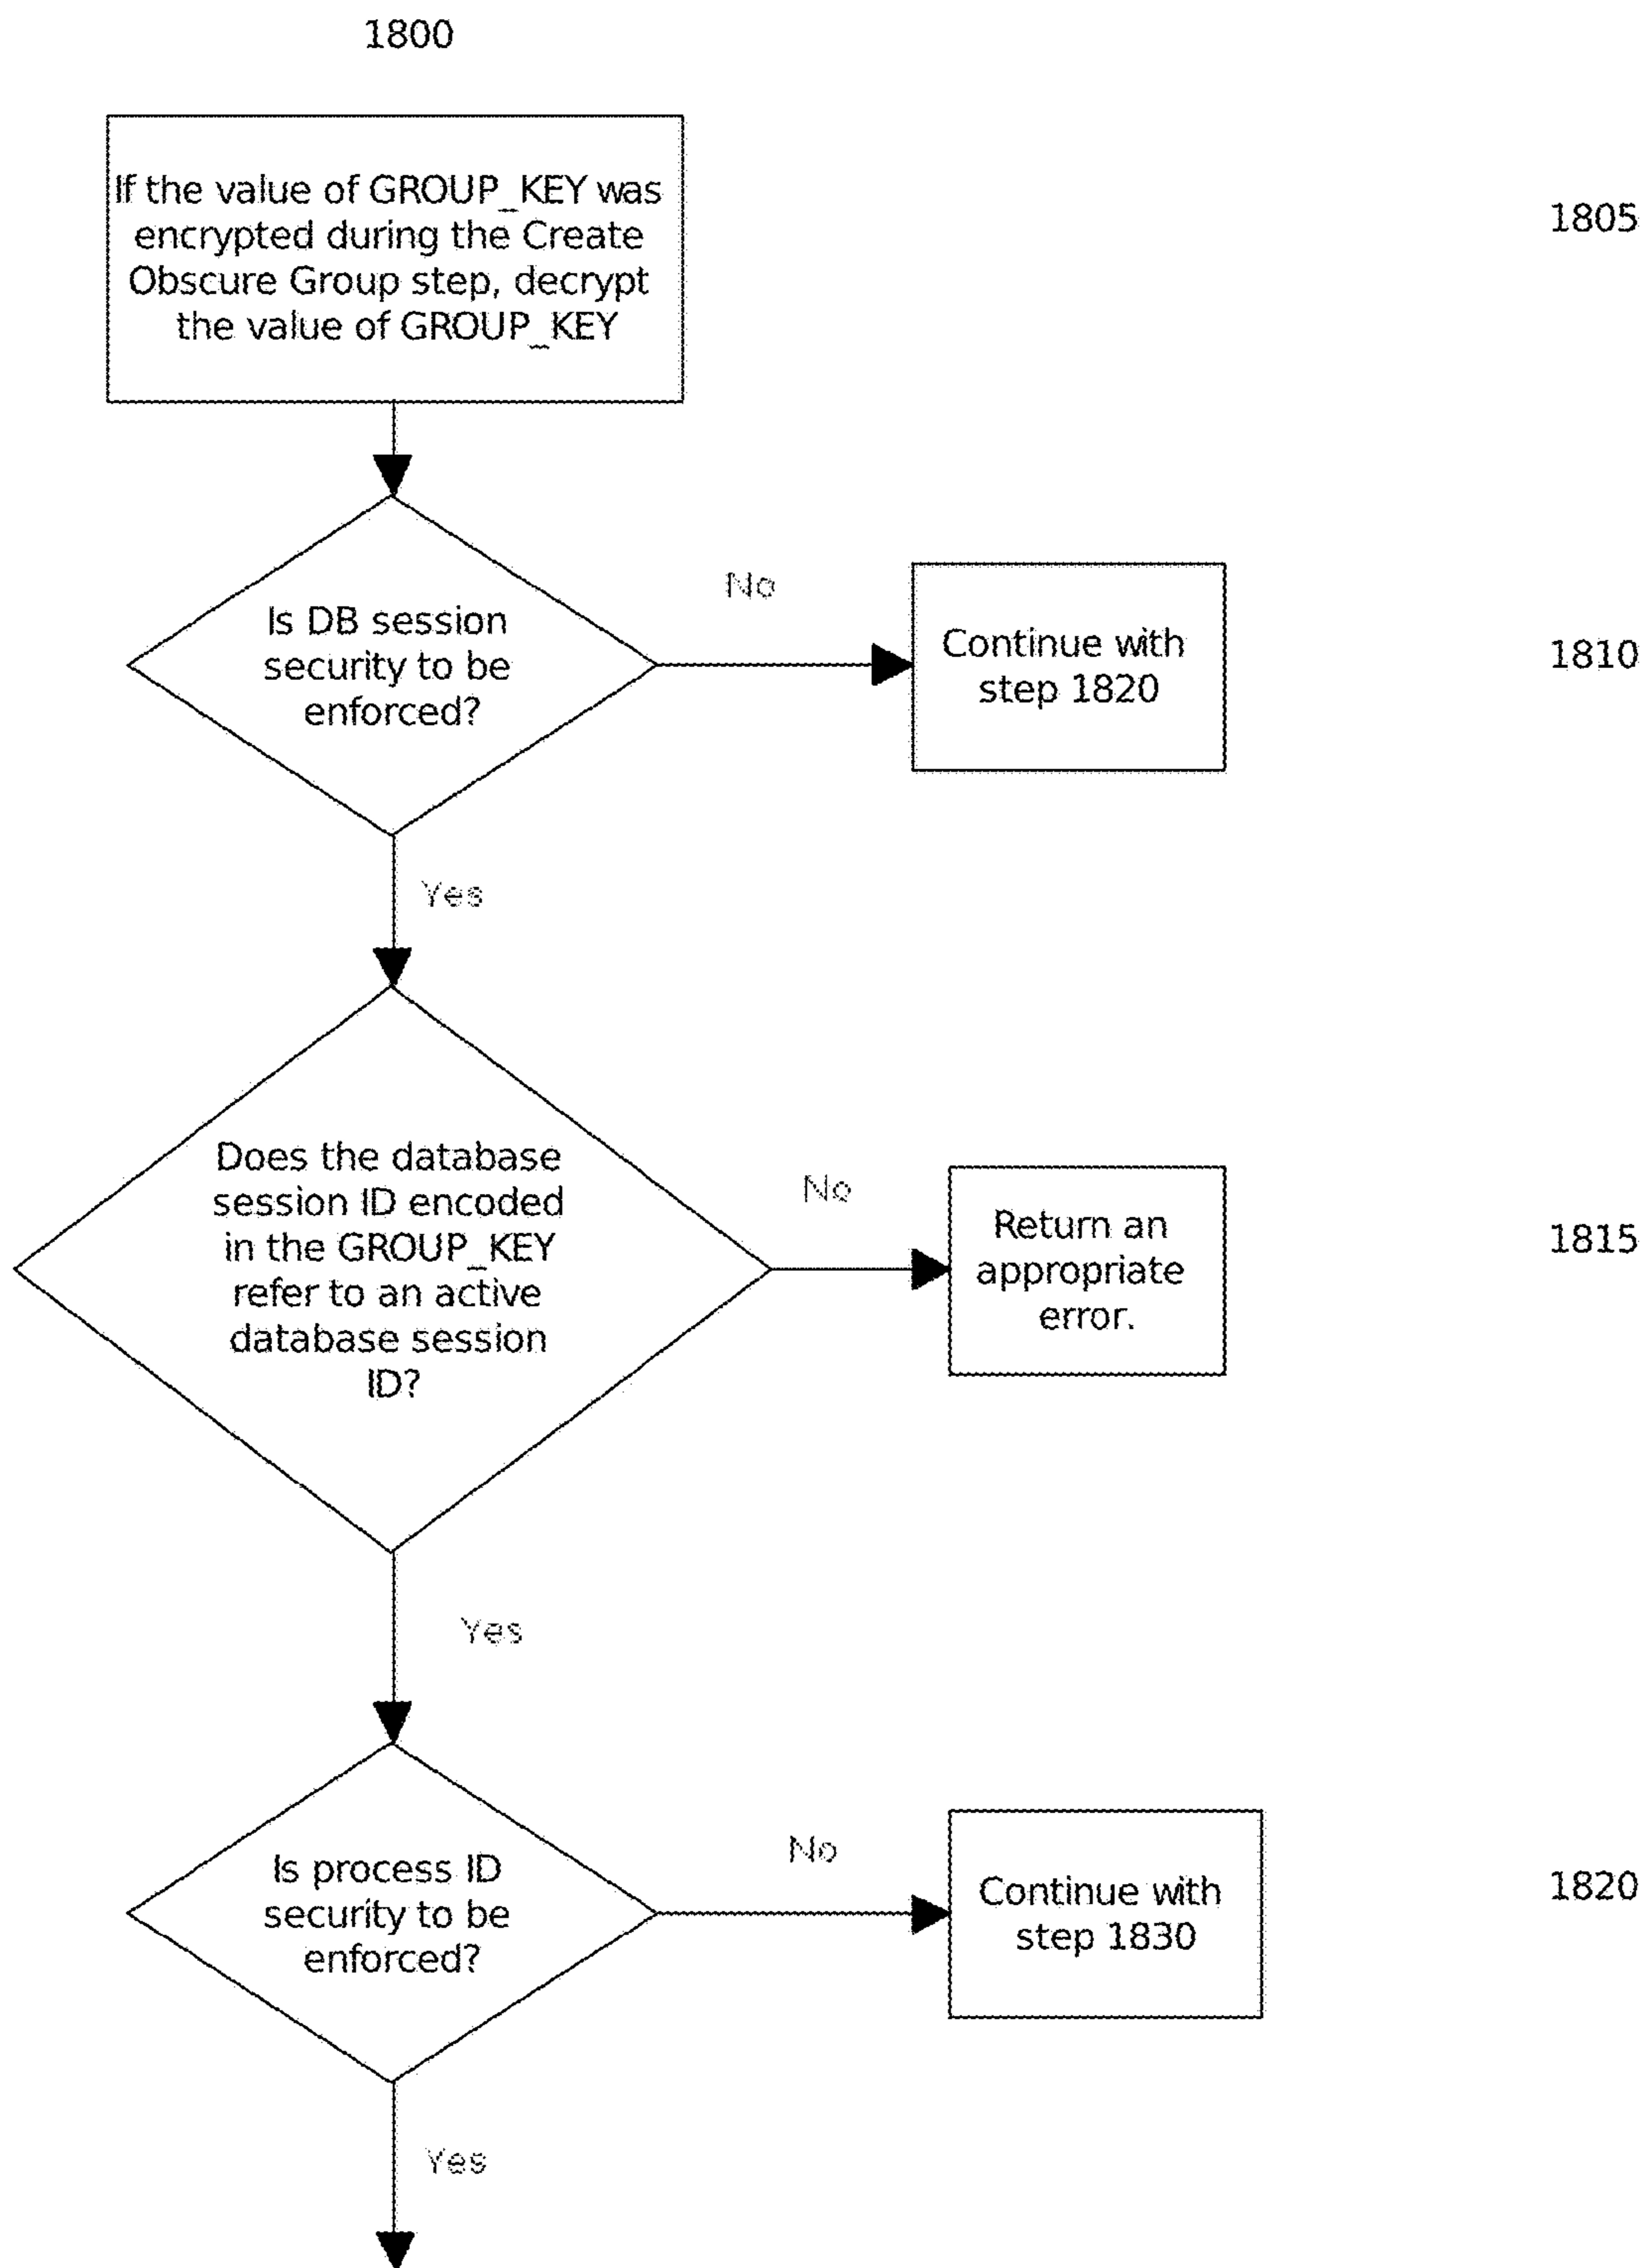 1800
If the value of GROUP_KEY was
encrypted during the Create
Obscure Group step, decrypt
the value of GROUP_KEY
1805
Is DB session
security to be
enforced?
No
Continue with
step 1820
1810
Yes
Does the database
session ID encoded
in the GROUP_KEY
refer to an active
database session
ID?
No
Return an
appropriate
error.
1815
Yes
Is process ID
security to be
enforced?
No
Continue with
step 1830
1820
Yes